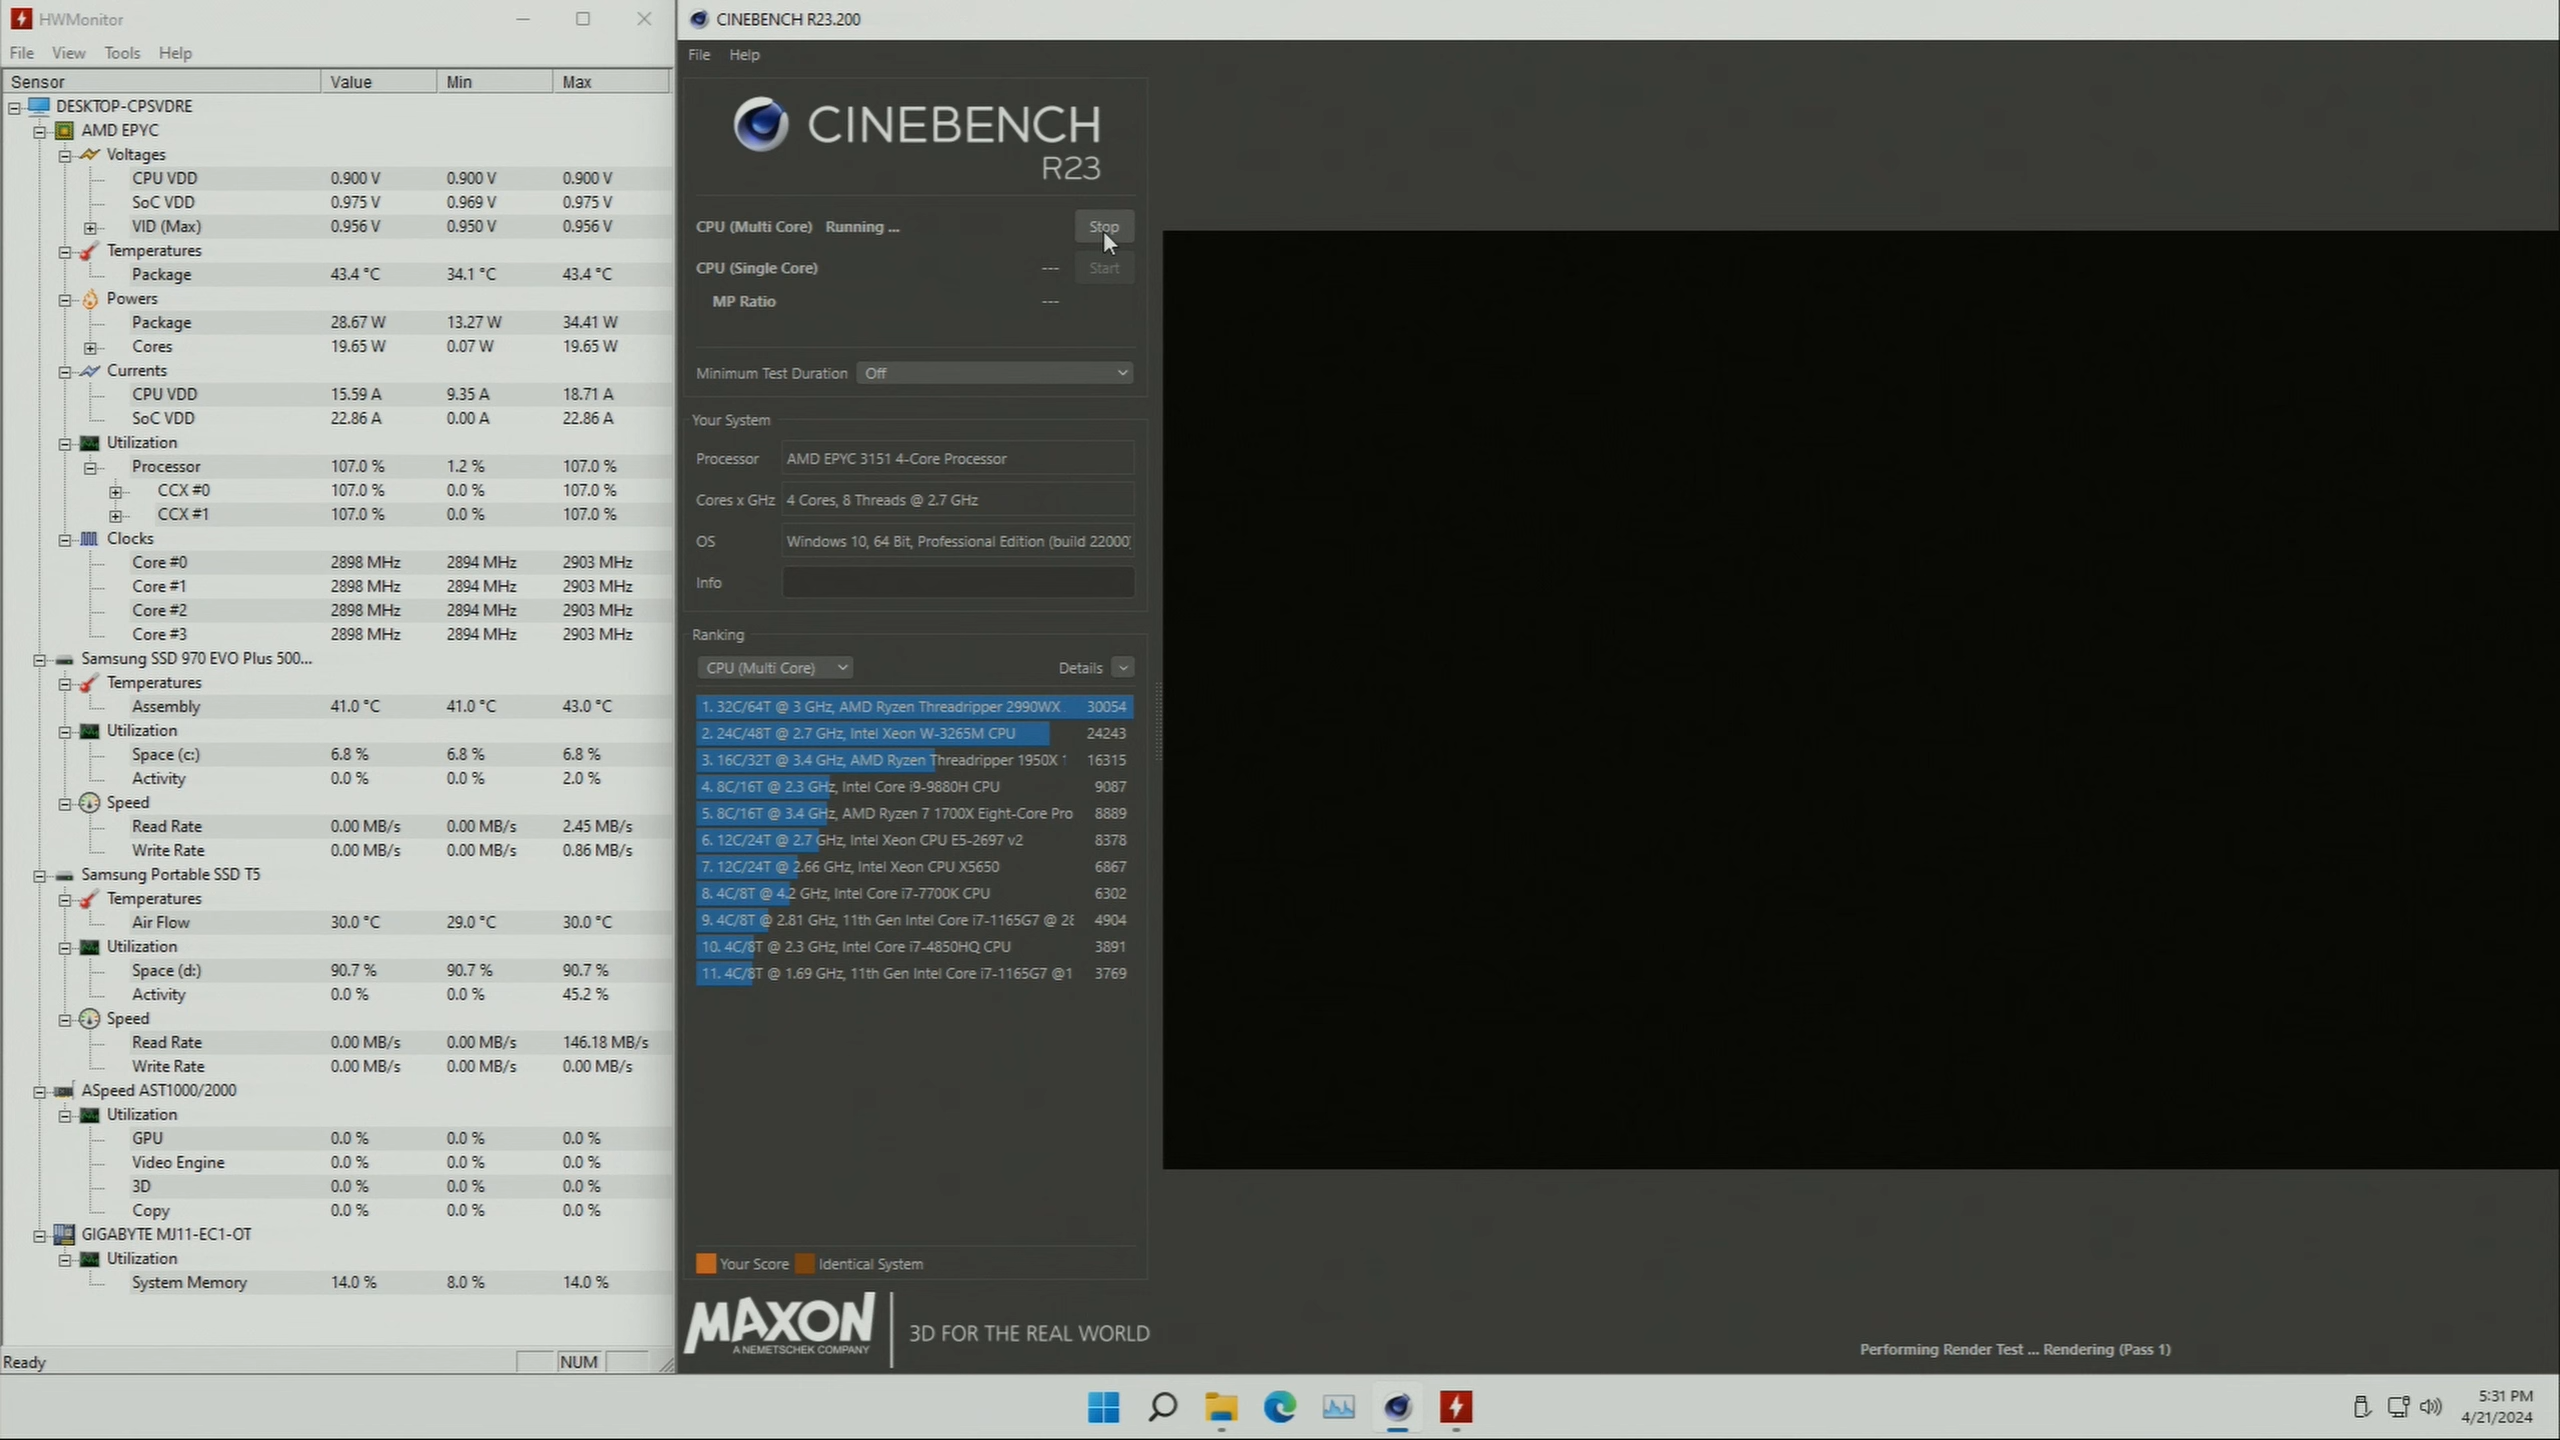 HWMonitor
File View Tools Help
Sensor Value Min Max
DESKTOP-CPSVDRE
AMD EPYC
Voltages
CPU VDD 0.900 V 0.900 V 0.900 V
SoC VDD 0.975 V 0.969 V 0.975 V
VID (Max) 0.956 V 0.950 V 0.956 V
Temperatures
Package 43.4 °C 34.1 °C 43.4 °C
Powers
Package 28.67 W 13.27 W 34.41 W
Cores 19.65 W 0.07 W 19.65 W
Currents
CPU VDD 15.59 A 9.35 A 18.71 A
SoC VDD 22.86 A 0.00 A 22.86 A
Utilization
Processor 107.0 % 1.2 % 107.0 %
CCX #0 107.0 % 0.0 % 107.0 %
CCX #1 107.0 % 0.0 % 107.0 %
Clocks
Core #0 2898 MHz 2894 MHz 2903 MHz
Core #1 2898 MHz 2894 MHz 2903 MHz
Core #2 2898 MHz 2894 MHz 2903 MHz
Core #3 2898 MHz 2894 MHz 2903 MHz
Samsung SSD 970 EVO Plus 500...
Temperatures
Assembly 41.0 °C 41.0 °C 43.0 °C
Utilization
Space (c:) 6.8 % 6.8 % 6.8 %
Activity 0.0 % 0.0 % 2.0 %
Speed
Read Rate 0.00 MB/s 0.00 MB/s 2.45 MB/s
Write Rate 0.00 MB/s 0.00 MB/s 0.86 MB/s
Samsung Portable SSD T5
Temperatures
Air Flow 30.0 °C 29.0 °C 30.0 °C
Utilization
Space (d:) 90.7 % 90.7 % 90.7 %
Activity 0.0 % 0.0 % 45.2 %
Speed
Read Rate 0.00 MB/s 0.00 MB/s 146.18 MB/s
Write Rate 0.00 MB/s 0.00 MB/s 0.00 MB/s
ASpeed AST1000/2000
Utilization
GPU 0.0 % 0.0 % 0.0 %
Video Engine 0.0 % 0.0 % 0.0 %
3D 0.0 % 0.0 % 0.0 %
Copy 0.0 % 0.0 % 0.0 %
GIGABYTE MJ11-EC1-OT
Utilization
System Memory 14.0 % 8.0 % 14.0 %
Ready NUM
CINEBENCH R23.200
File Help
CINEBENCH
R23
CPU (Multi Core) Running ... Stop
CPU (Single Core) --- Start
MP Ratio ---
Minimum Test Duration Off
Your System
Processor AMD EPYC 3151 4-Core Processor
Cores x GHz 4 Cores, 8 Threads @ 2.7 GHz
OS Windows 10, 64 Bit, Professional Edition (build 22000)
Info
Ranking
CPU (Multi Core) Details
1. 32C/64T @ 3 GHz, AMD Ryzen Threadripper 2990WX 30054
2. 24C/48T @ 2.7 GHz, Intel Xeon W-3265M CPU 24243
3. 16C/32T @ 3.4 GHz, AMD Ryzen Threadripper 1950X 1 16315
4. 8C/16T @ 2.3 GHz, Intel Core i9-9880H CPU 9087
5. 8C/16T @ 3.4 GHz, AMD Ryzen 7 1700X Eight-Core Pro 8889
6. 12C/24T @ 2.7 GHz, Intel Xeon CPU E5-2697 v2 8378
7. 12C/24T @ 2.66 GHz, Intel Xeon CPU X5650 6867
8. 4C/8T @ 4.2 GHz, Intel Core i7-7700K CPU 6302
9. 4C/8T @ 2.81 GHz, 11th Gen Intel Core i7-1165G7 @ 28 4904
10. 4C/8T @ 2.3 GHz, Intel Core i7-4850HQ CPU 3891
11. 4C/8T @ 1.69 GHz, 11th Gen Intel Core i7-1165G7 @1 3769
Your Score Identical System
MAXON
A NEMETSCHEK COMPANY
3D FOR THE REAL WORLD
Performing Render Test ... Rendering (Pass 1)
5:31 PM
4/21/2024